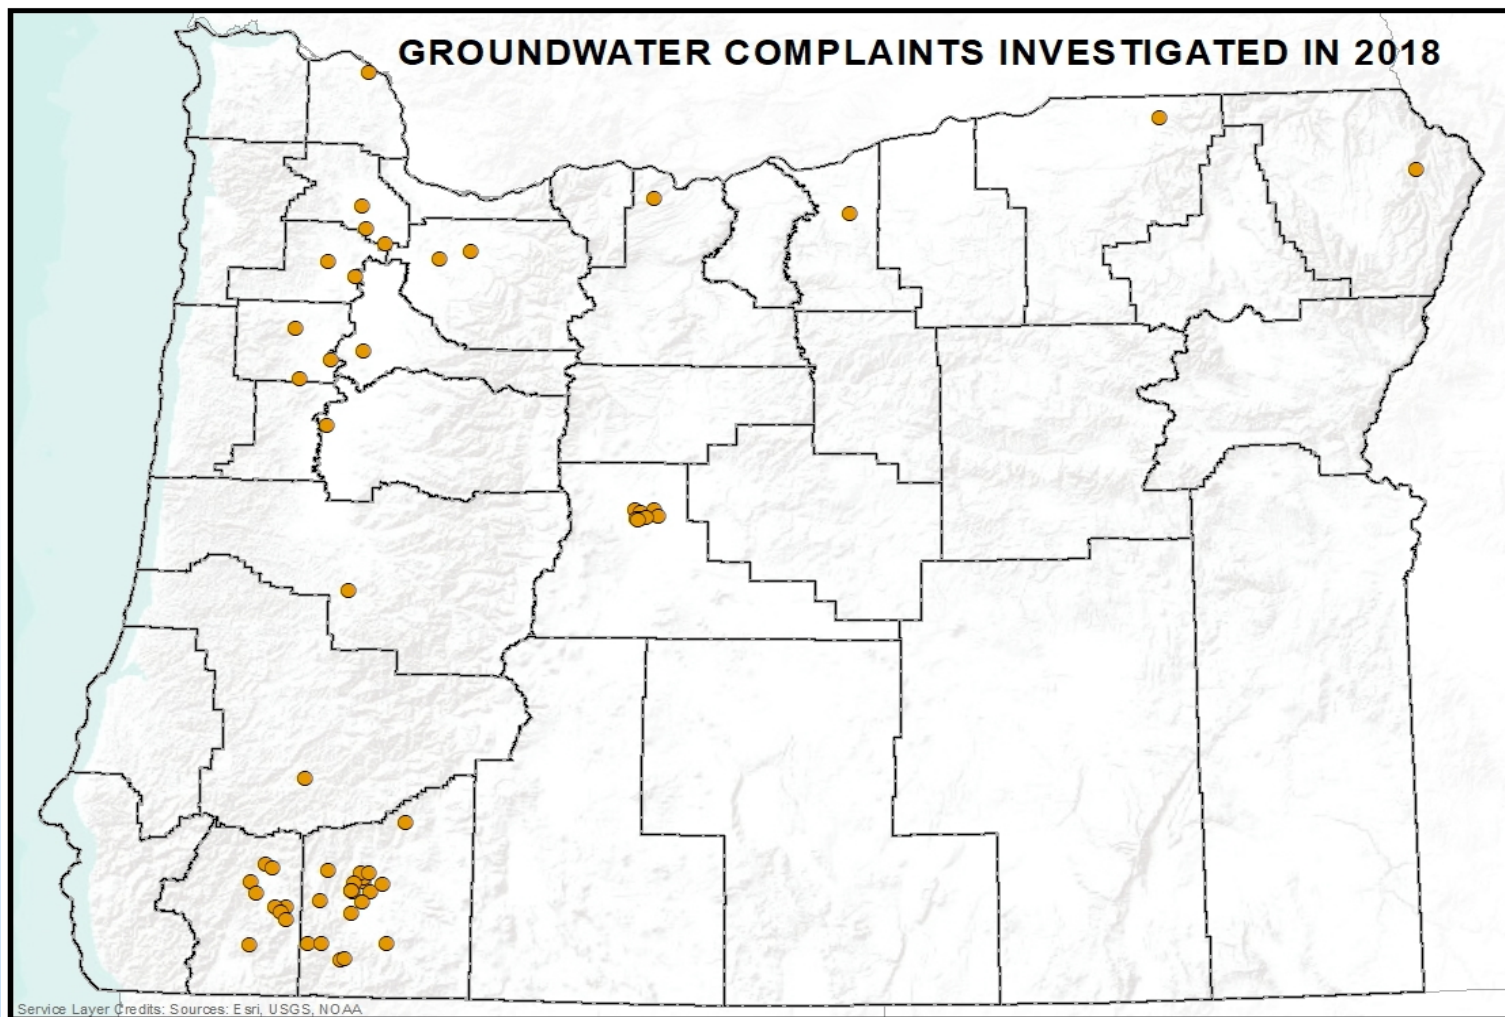 GROUNDWATER COMPLAINTS INVESTIGATED IN 2018
Service Layer Credits: Sources: Esri, USGS, NOAA